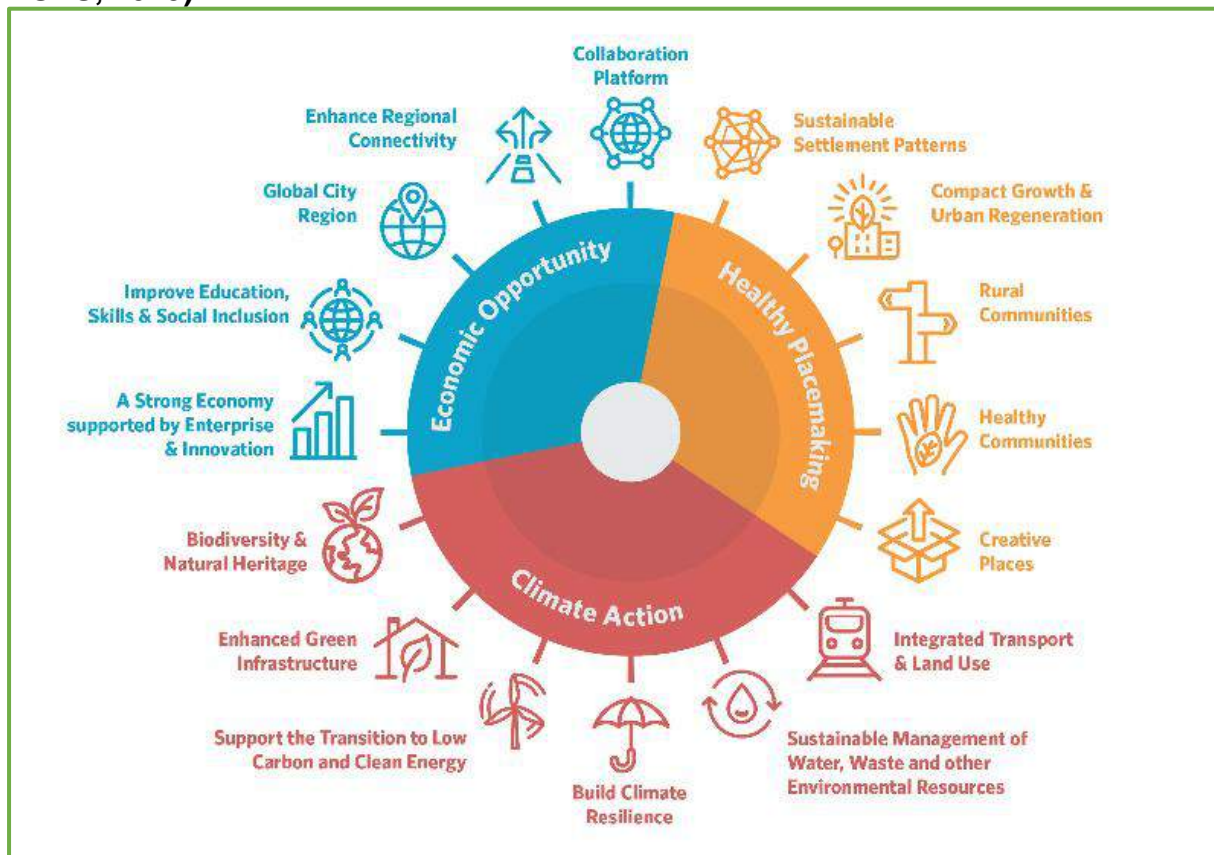 Collaboration
Platform
Enhance Regional
Connectivity
Sustainable
Settlement Patterns
Global City
Region
Compact Growth &
Urban Regeneration
Improve Education,
Skills & Social Inclusion
Rural
Communities
A Strong Economy
supported by Enterprise
& Innovation
Healthy
Communities
Economic Opportunity
Healthy Placemaking
Climate Action
Biodiversity &
Natural Heritage
Creative
Places
Enhanced Green
Infrastructure
Integrated Transport
& Land Use
Support the Transition to Low
Carbon and Clean Energy
Build Climate
Resilience
Sustainable Management of
Water, Waste and other
Environmental Resources